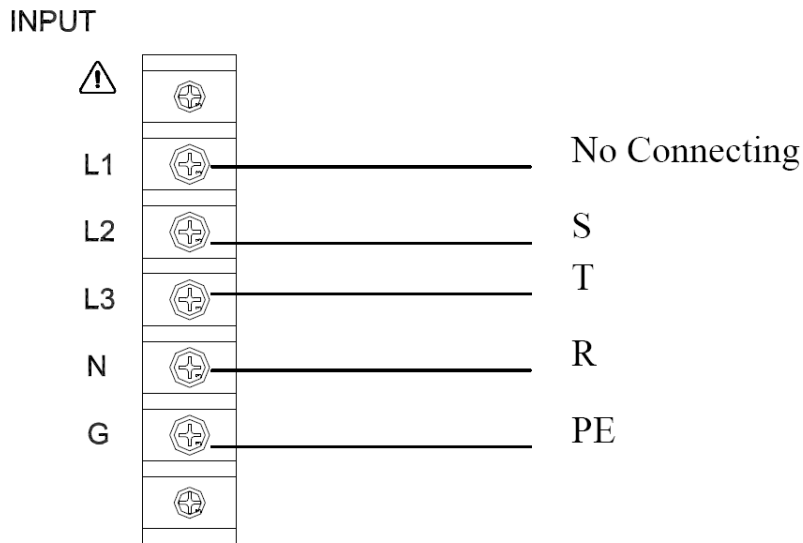 INPUT
L1 No Connecting
L2 S
L3 T
N R
G PE